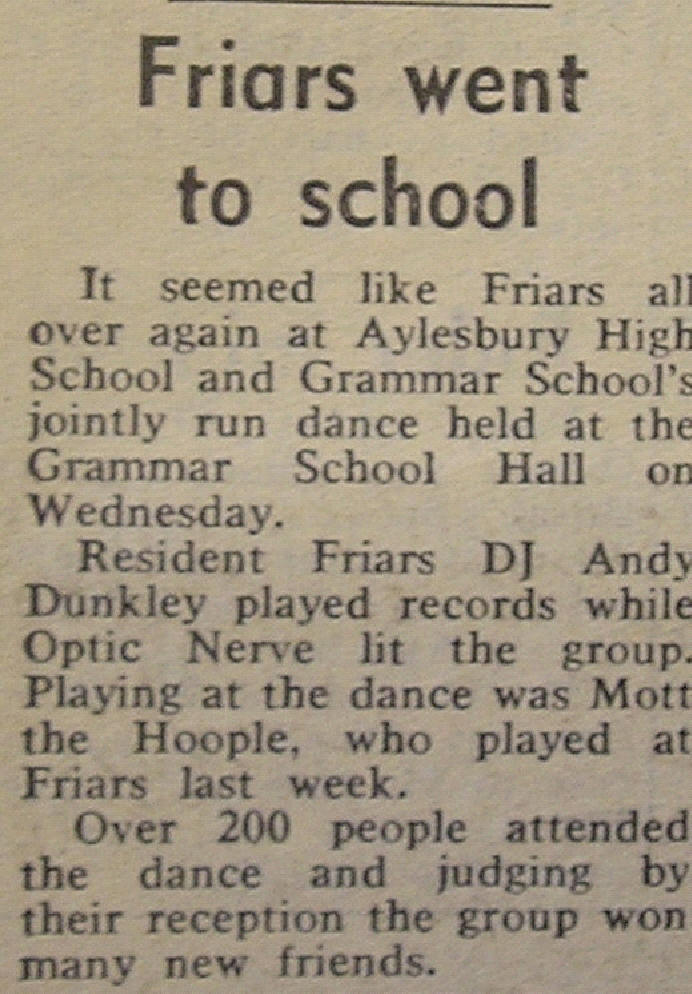 Friars went
to school
It seemed like Friars all
over again at Aylesbury High
School and Grammar School's
jointly run dance held at the
Grammar School Hall on
Wednesday.
Resident Friars DJ Andy
Dunkley played records while
Optic Nerve lit the group.
Playing at the dance was Mott
the Hoople, who played at
Friars last week.
Over 200 people attended
the dance and judging by
their reception the group won
many new friends.